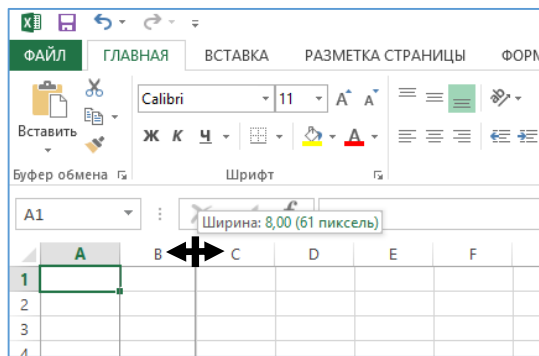 ФАЙЛ ГЛАВНАЯ ВСТАВКА РАЗМЕТКА СТРАНИЦЫ ФОРМ
Calibri 11 A A
Вставить Ж К Ч А
Буфер обмена Шрифт
A1
Ширина: 8,00 (61 пиксель)
A B C D E F
1
2
3
4